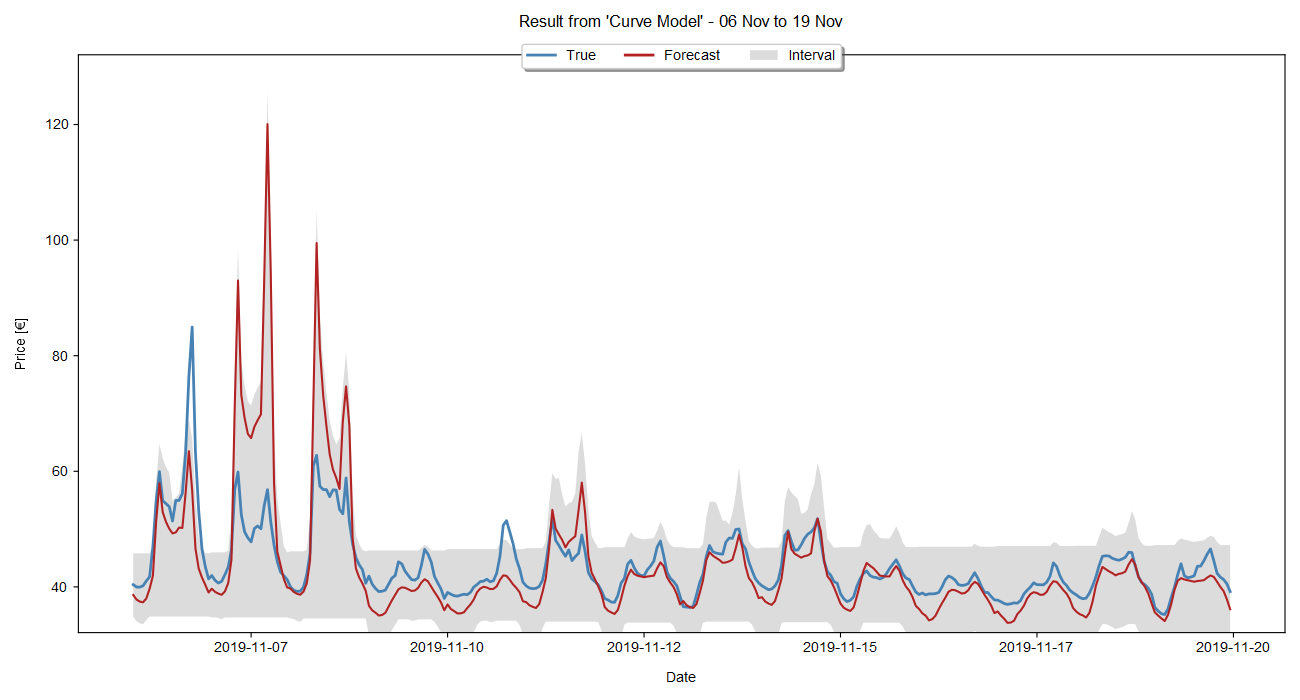 Result from 'Curve Model' - 06 Nov to 19 Nov
True Forecast Interval
120
100
80
60
40
Price [€]
2019-11-07 2019-11-10 2019-11-12 2019-11-15 2019-11-17 2019-11-20
Date